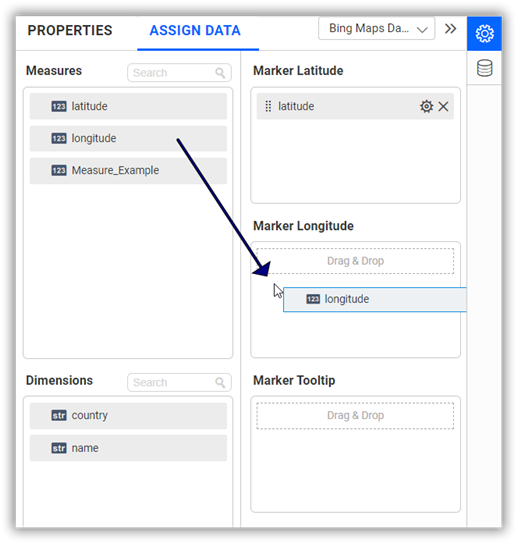 PROPERTIES
ASSIGN DATA
Bing Maps Da...
Measures
Search
123 latitude
123 longitude
123 Measure_Example
Dimensions
Search
str country
str name
Marker Latitude
latitude
Marker Longitude
Drag & Drop
123 longitude
Marker Tooltip
Drag & Drop